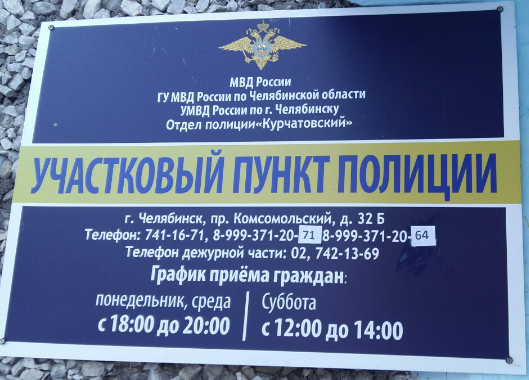 МВД России
ГУ МВД России по Челябинской области
УМВД России по г. Челябинску
Отдел полиции«Курчатовский»
УЧАСТКОВЫЙ ПУНКТ ПОЛИЦИИ
г. Челябинск, пр. Комсомольский, д. 32 Б
Телефон: 741-16-71, 8-999-371-20-71 8-999-371-20-64
Телефон дежурной части: 02, 742-13-69
График приёма граждан:
понедельник, среда
с 18:00 до 20:00
Суббота
с 12:00 до 14:00